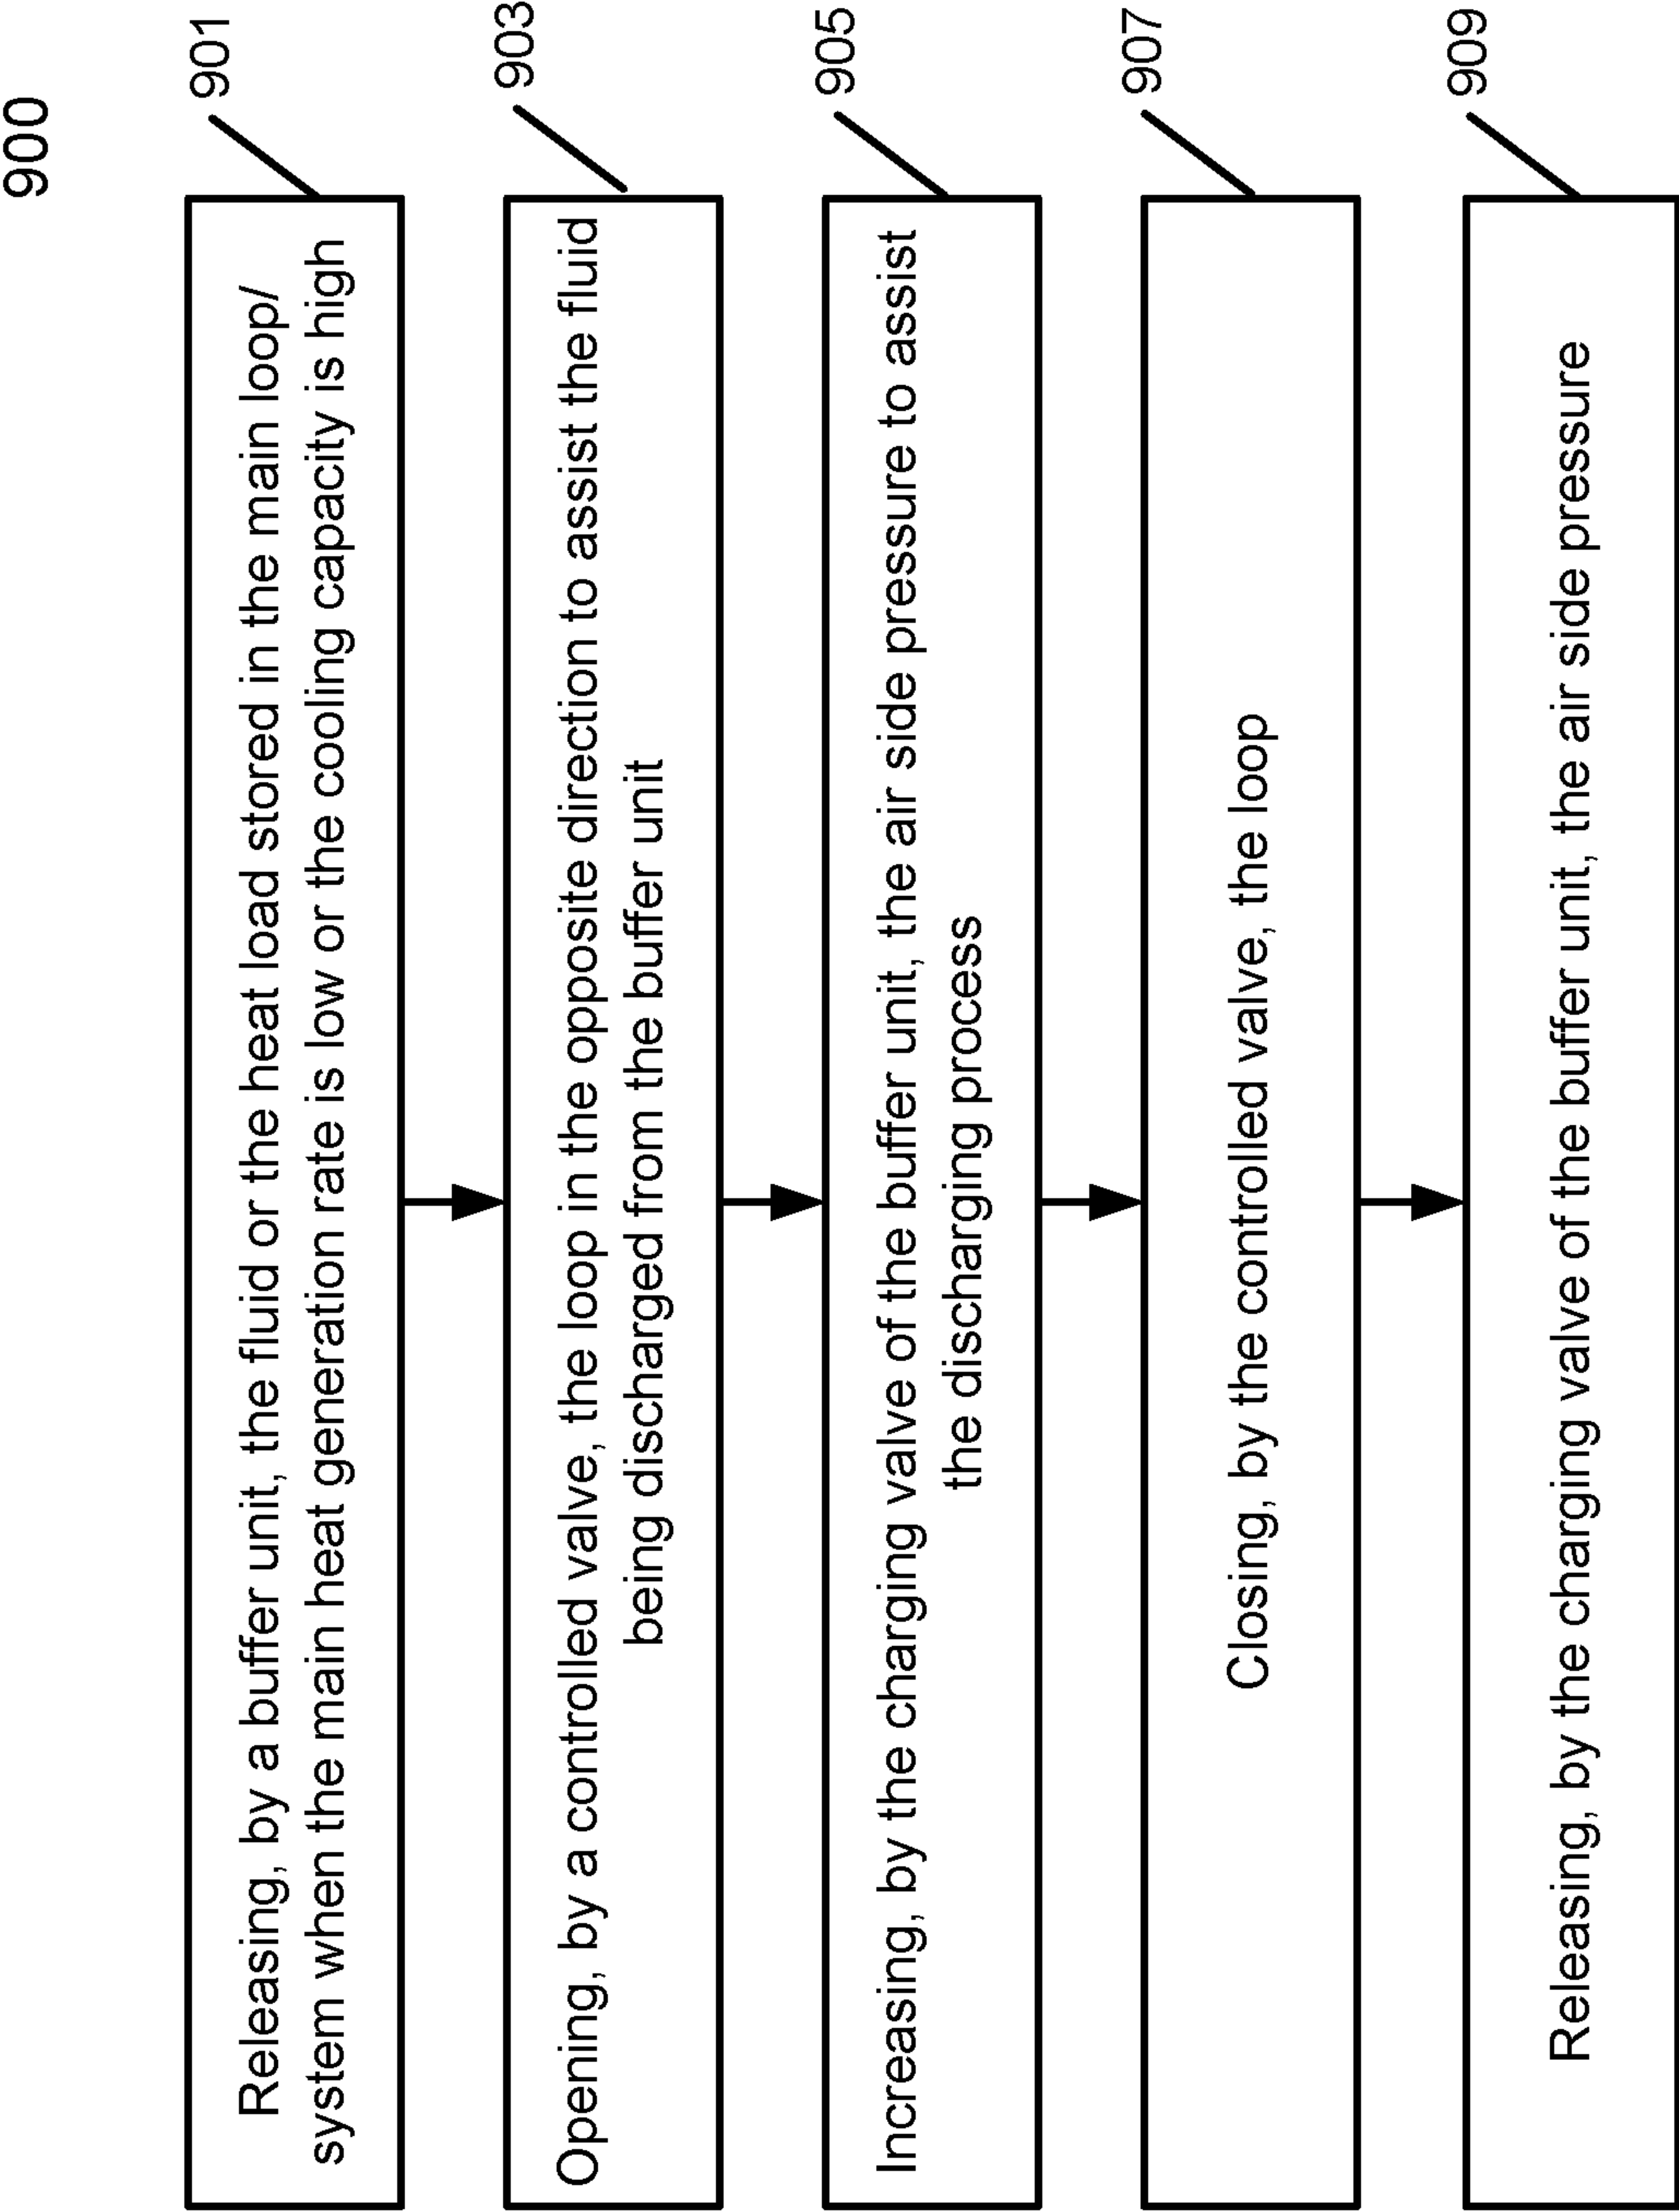 900
901
Releasing, by a buffer unit, the fluid or the heat load stored in the main loop/
system when the main heat generation rate is low or the cooling capacity is high
903
Opening, by a controlled valve, the loop in the opposite direction to assist the fluid
being discharged from the buffer unit
905
Increasing, by the charging valve of the buffer unit, the air side pressure to assist
the discharging process
907
Closing, by the controlled valve, the loop
909
Releasing, by the charging valve of the buffer unit, the air side pressure